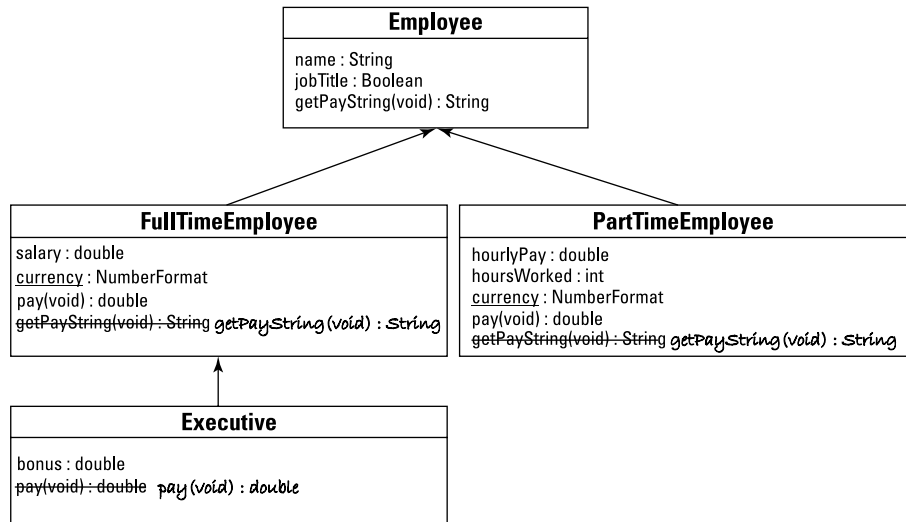 Employee
name : String
jobTitle : Boolean
getPayString(void) : String
FullTimeEmployee
salary : double
currency : NumberFormat
pay(void) : double
getPayString(void) : String getPayString(void) : String
PartTimeEmployee
hourlyPay : double
hoursWorked : int
currency : NumberFormat
pay(void) : double
getPayString(void) : String getPayString(void) : String
Executive
bonus : double
pay(void) : double pay(void) : double